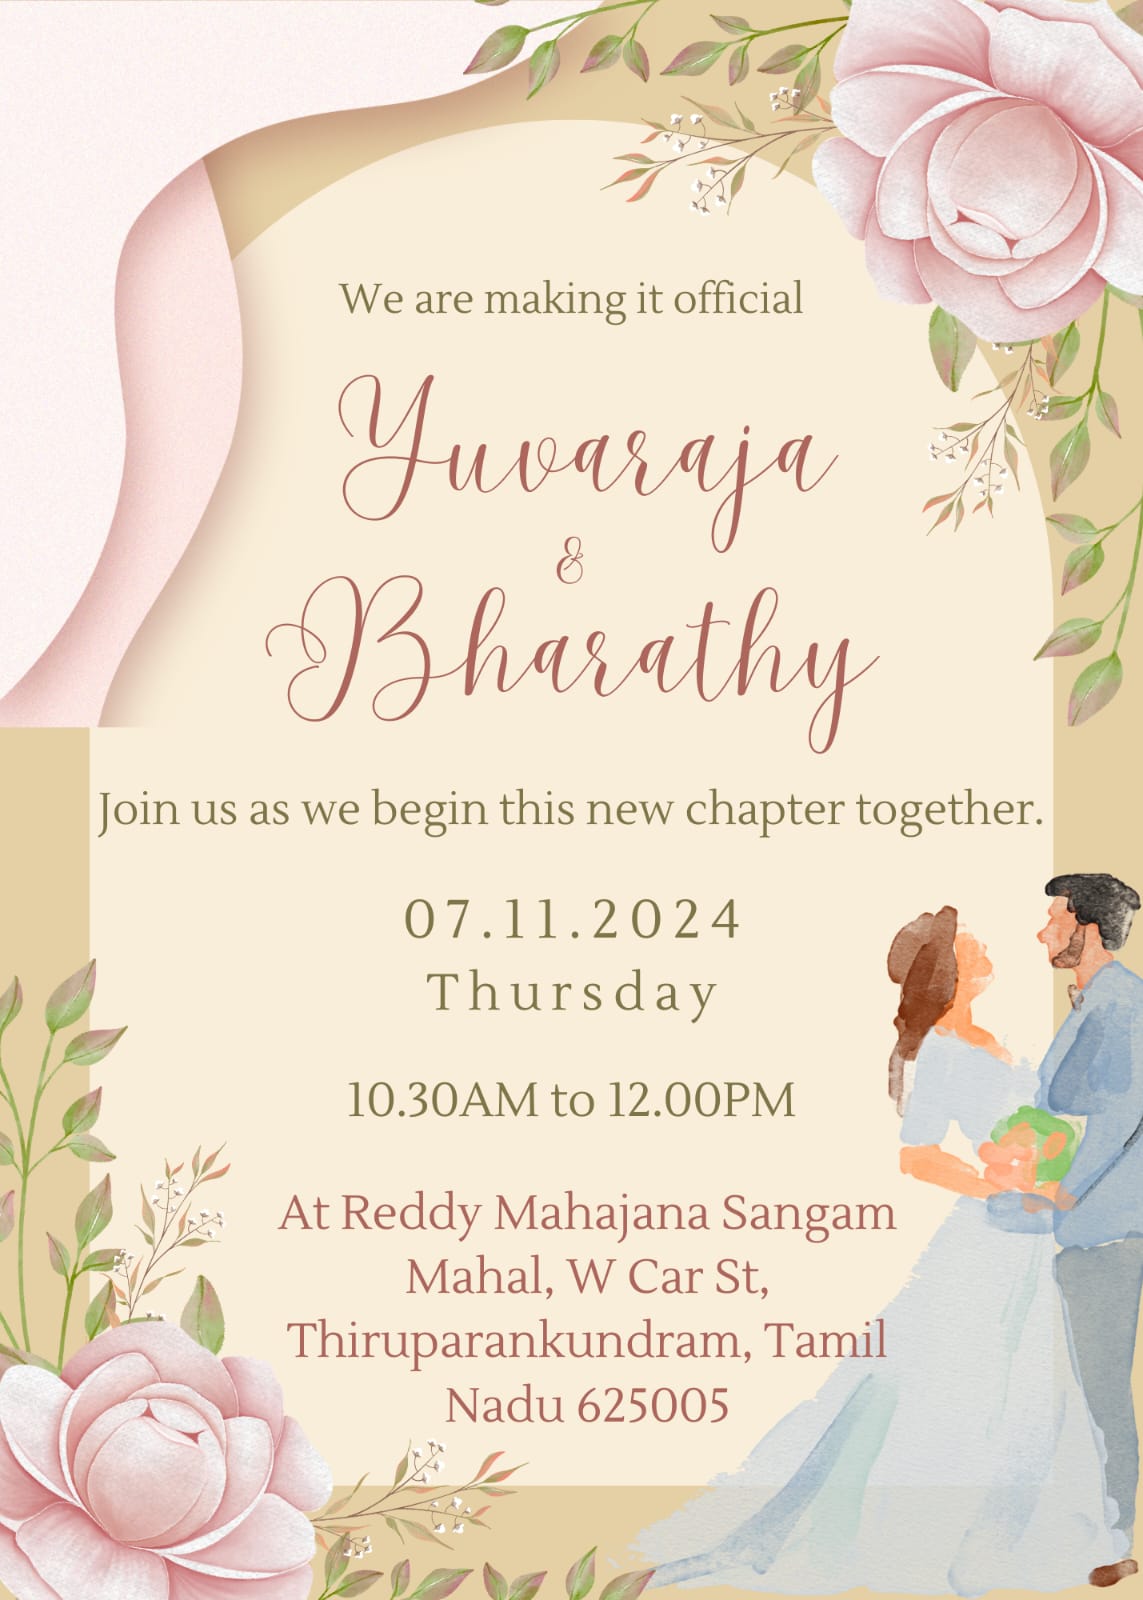 We are making it official
Yuvaraja
&
Bharathy
Join us as we begin this new chapter together.
07.11.2024
Thursday
10.30AM to 12.00PM
At Reddy Mahajana Sangam
Mahal, W Car St,
Thiruparankundram, Tamil
Nadu 625005